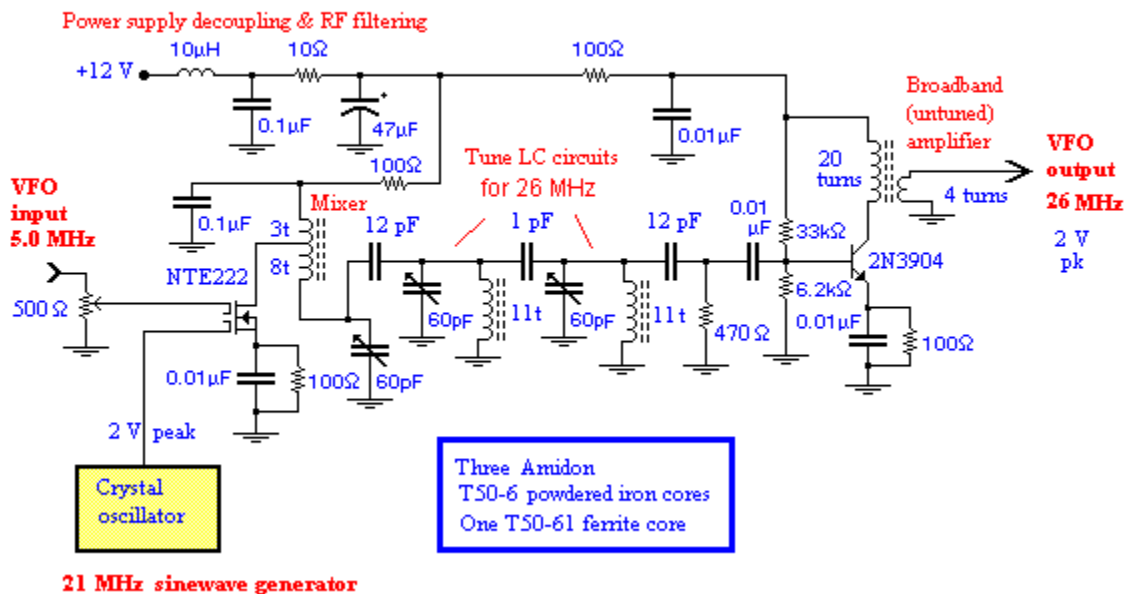 Power supply decoupling & RF filtering
10µH
10Ω
100Ω
+12 V
0.1µF
47µF
+
0.01µF
Broadband
(untuned)
amplifier
100Ω
Tune LC circuits
for 26 MHz
20
turns
VFO
output
26 MHz
4 turns
2 V
pk
VFO
input
5.0 MHz
0.1µF
Mixer
3t
8t
12 pF
1 pF
12 pF
0.01
µF
33kΩ
2N3904
NTE222
500 Ω
60pF
11t
60pF
11t
470 Ω
6.2kΩ
0.01µF
100Ω
0.01µF
100Ω
60pF
2 V peak
Crystal
oscillator
Three Amidon
T50-6 powdered iron cores
One T50-61 ferrite core
21 MHz sinewave generator